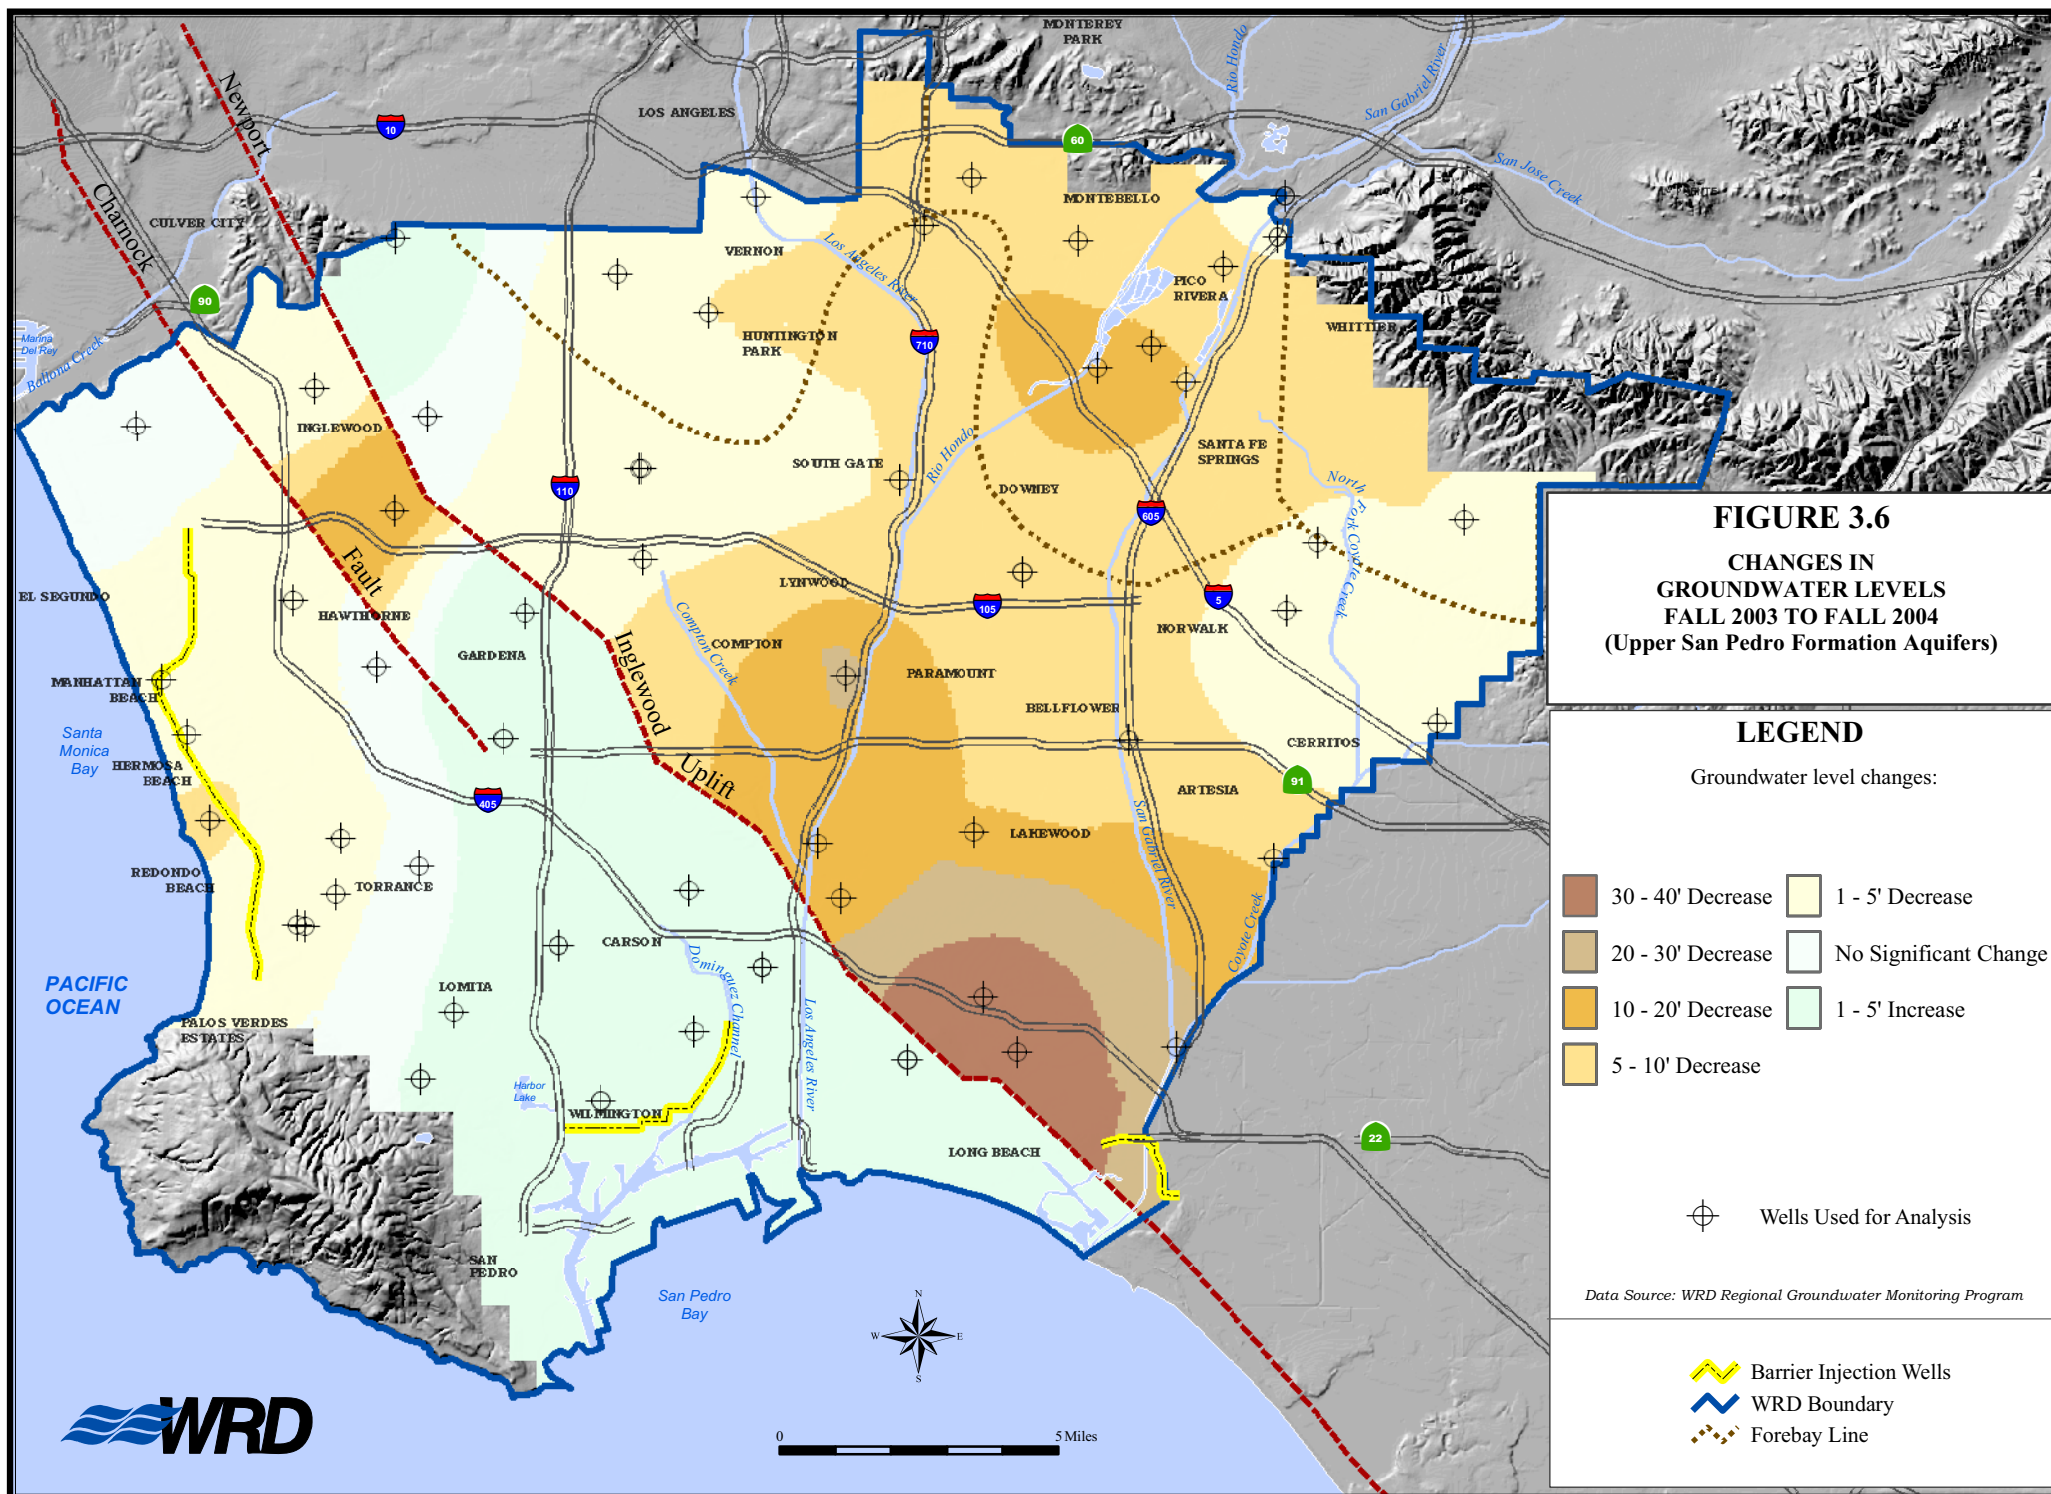 MONTEREY
PARK
Rio Hondo
San Gabriel River
Newport
LOS ANGELES
10
60
San Jose Creek
Charnock
CULVER CITY
MONTEBELLO
VERNON
Los Angeles River
PICO
RIVERA
90
WHITTIER
Marina
Del Rey
Ballona Creek
HUNTINGTON
PARK
710
INGLEWOOD
SOUTH GATE
Rio Hondo
SANTA FE
SPRINGS
DOWNEY
North
Fork Coyote Creek
110
605
FIGURE 3.6
CHANGES IN
GROUNDWATER LEVELS
FALL 2003 TO FALL 2004
(Upper San Pedro Formation Aquifers)
Fault
EL SEGUNDO
HAWTHORNE
LYNWOOD
105
5
NORWALK
Compton Creek
COMPTON
Inglewood
GARDENA
PARAMOUNT
MANHATTAN
BEACH
BELLFLOWER
Santa
Monica
Bay
HERMOSA
BEACH
CERRITOS
Uplift
ARTESIA
91
405
San Gabriel River
LAKEWOOD
REDONDO
BEACH
TORRANCE
CARSON
Dominguez Channel
Coyote Creek
PACIFIC
OCEAN
LOMITA
Los Angeles River
PALOS VERDES
ESTATES
Harbor
Lake
WILMINGTON
LONG BEACH
22
SAN
PEDRO
San Pedro
Bay
N
W
E
S
0
5 Miles
WRD
LEGEND
Groundwater level changes:
30 - 40' Decrease
1 - 5' Decrease
20 - 30' Decrease
No Significant Change
10 - 20' Decrease
1 - 5' Increase
5 - 10' Decrease
Wells Used for Analysis
Data Source: WRD Regional Groundwater Monitoring Program
Barrier Injection Wells
WRD Boundary
Forebay Line